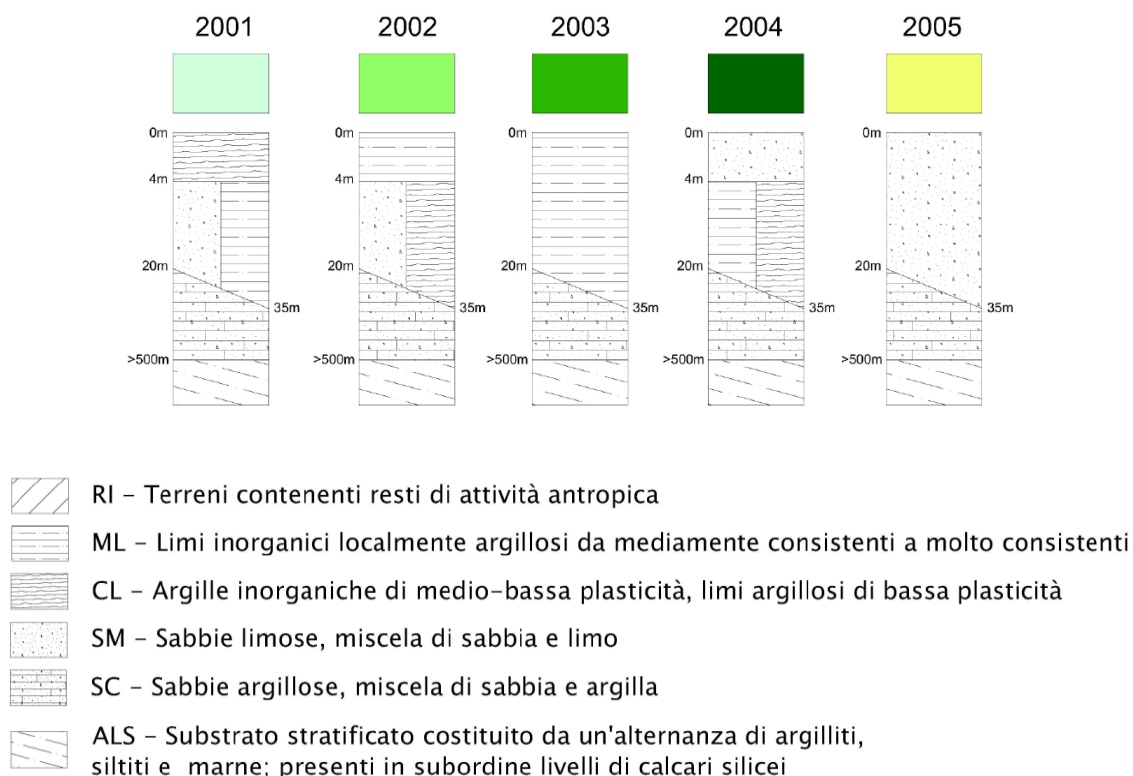 2001 2002 2003 2004 2005
0m 0m 0m 0m 0m
4m 4m 4m
20m 20m 20m 20m 20m
35m 35m 35m 35m 35m
>500m >500m >500m >500m >500m
RI – Terreni contenenti resti di attività antropica
ML – Limi inorganici localmente argillosi da mediamente consistenti a molto consistenti
CL – Argille inorganiche di medio–bassa plasticità, limi argillosi di bassa plasticità
SM – Sabbie limose, miscela di sabbia e limo
SC – Sabbie argillose, miscela di sabbia e argilla
ALS – Substrato stratificato costituito da un'alternanza di argilliti,
siltiti e marne; presenti in subordine livelli di calcari silicei